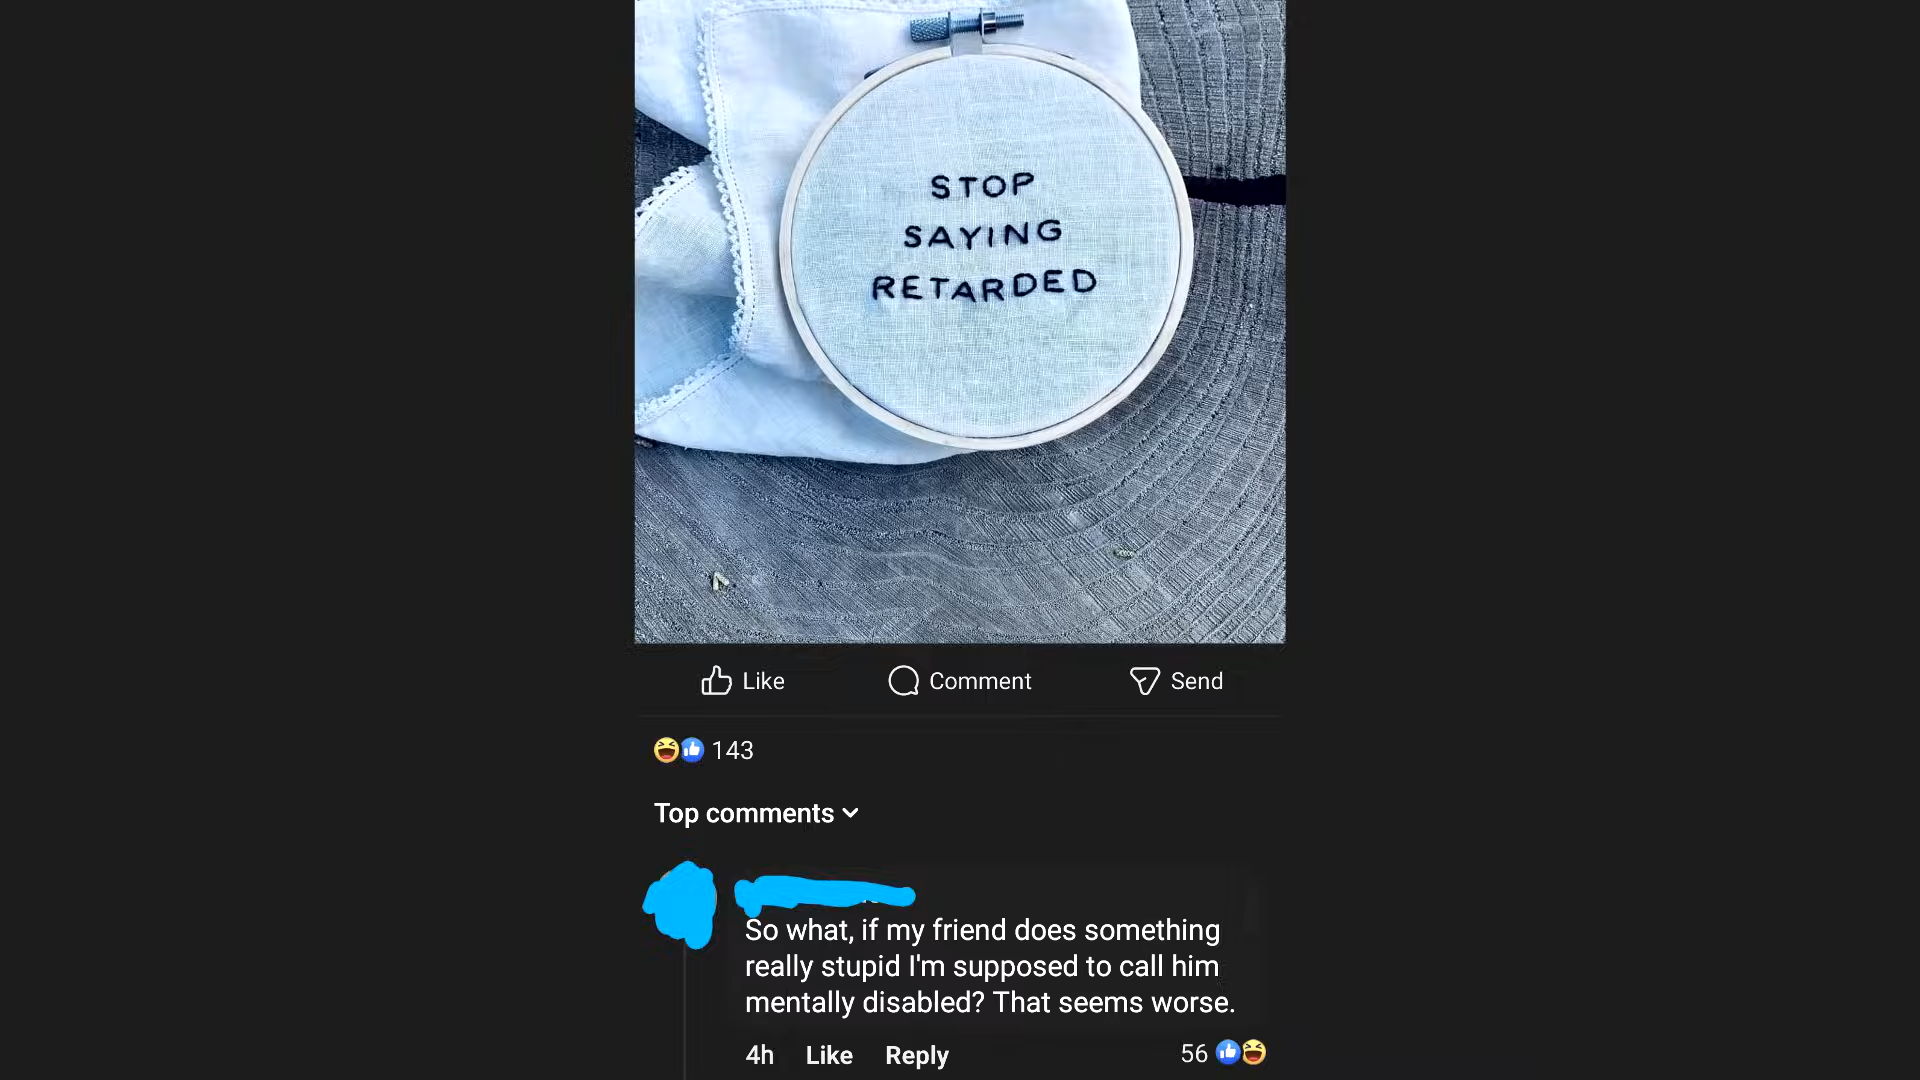 STOP
SAYING
RETARDED
Like Comment Send
143
Top comments
So what, if my friend does something
really stupid I'm supposed to call him
mentally disabled? That seems worse.
4h Like Reply 56